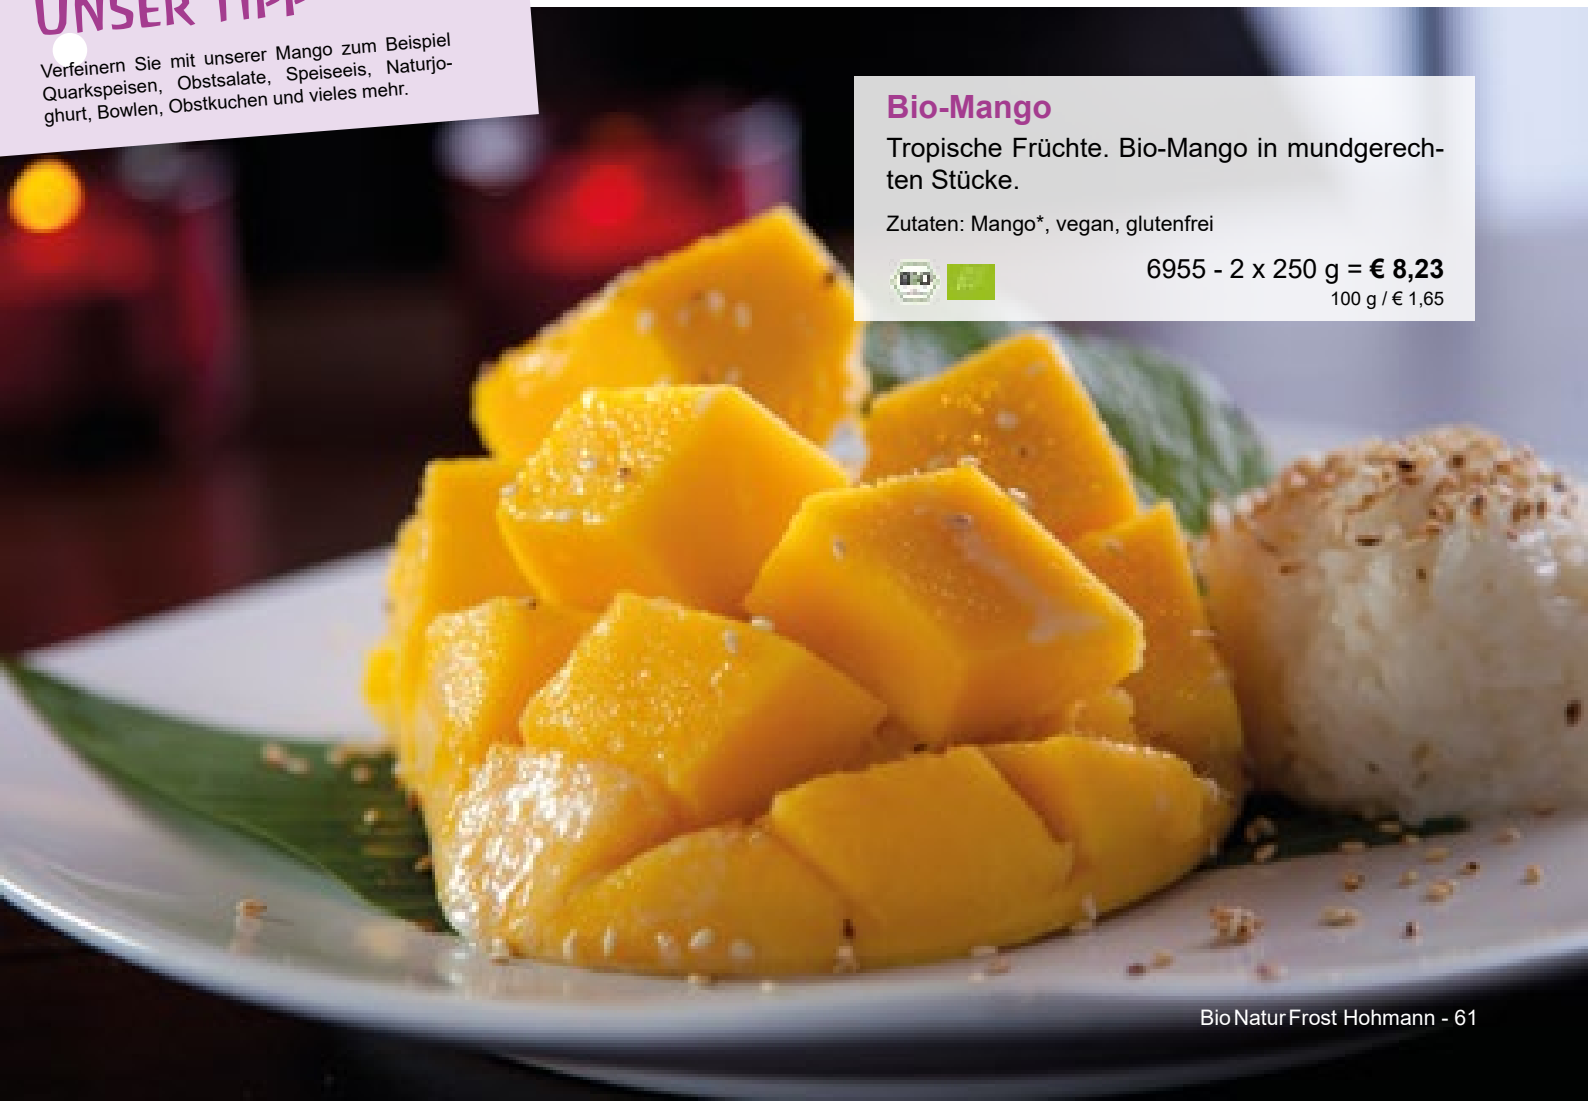 UNSER TIPP
Verfeinern Sie mit unserer Mango zum Beispiel
Quarkspeisen, Obstsalate, Speiseeis, Naturjo-
ghurt, Bowlen, Obstkuchen und vieles mehr.
Bio-Mango
Tropische Früchte. Bio-Mango in mundgerech-
ten Stücke.
Zutaten: Mango*, vegan, glutenfrei
BIO
6955 - 2 x 250 g = € 8,23
100 g / € 1,65
Bio Natur Frost Hohmann - 61